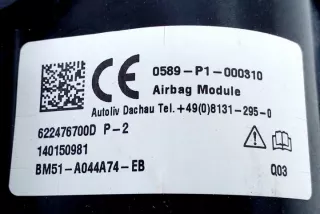 CE 0589-P1-000310
Airbag Module
Autoliv Dachau Tel.+49(0)8131-295-0
622476700D P-2
140150981
BM51-A044A74-EB
Q03